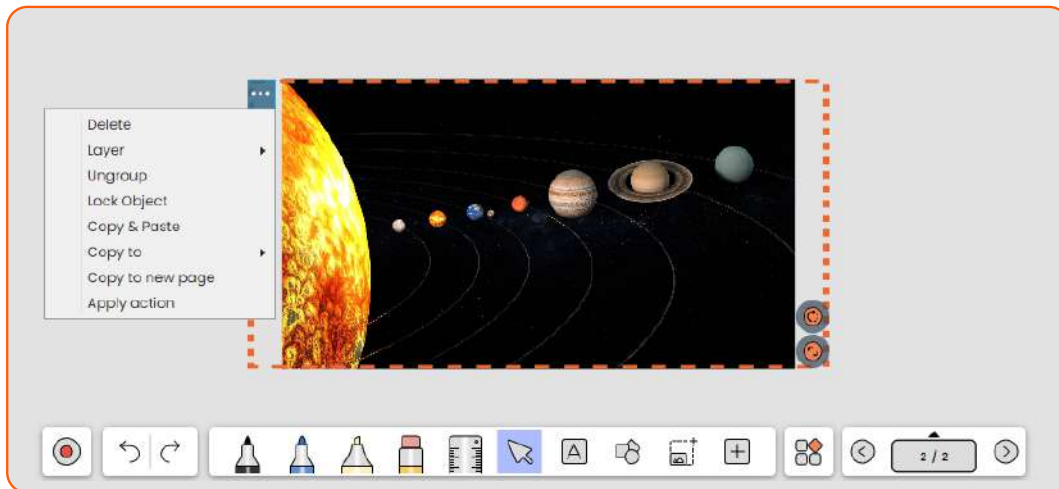 Delete
Layer
Ungroup
Lock Object
Copy & Paste
Copy to
Copy to new page
Apply action
A
2 / 2